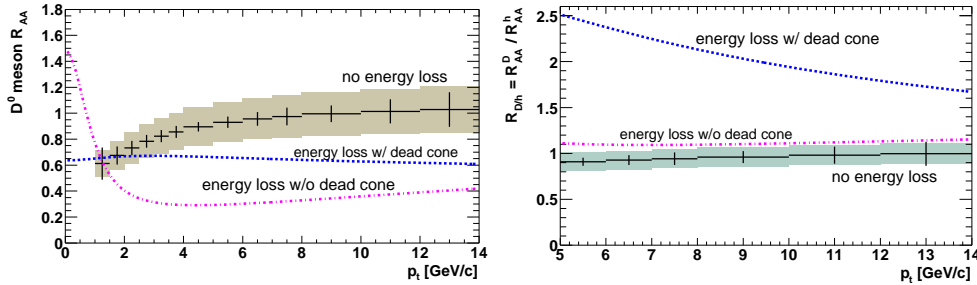 D⁰ meson R_AA
1.8
1.6
1.4
1.2
1
0.8
0.6
0.4
0.2
0
no energy loss
energy loss w/ dead cone
energy loss w/o dead cone
0 2 4 6 8 10 12 14
p_t [GeV/c]
R_D/h = R_AA^D / R_AA^h
2.5
2
1.5
1
0.5
0
energy loss w/ dead cone
energy loss w/o dead cone
no energy loss
5 6 7 8 9 10 11 12 13 14
p_t [GeV/c]